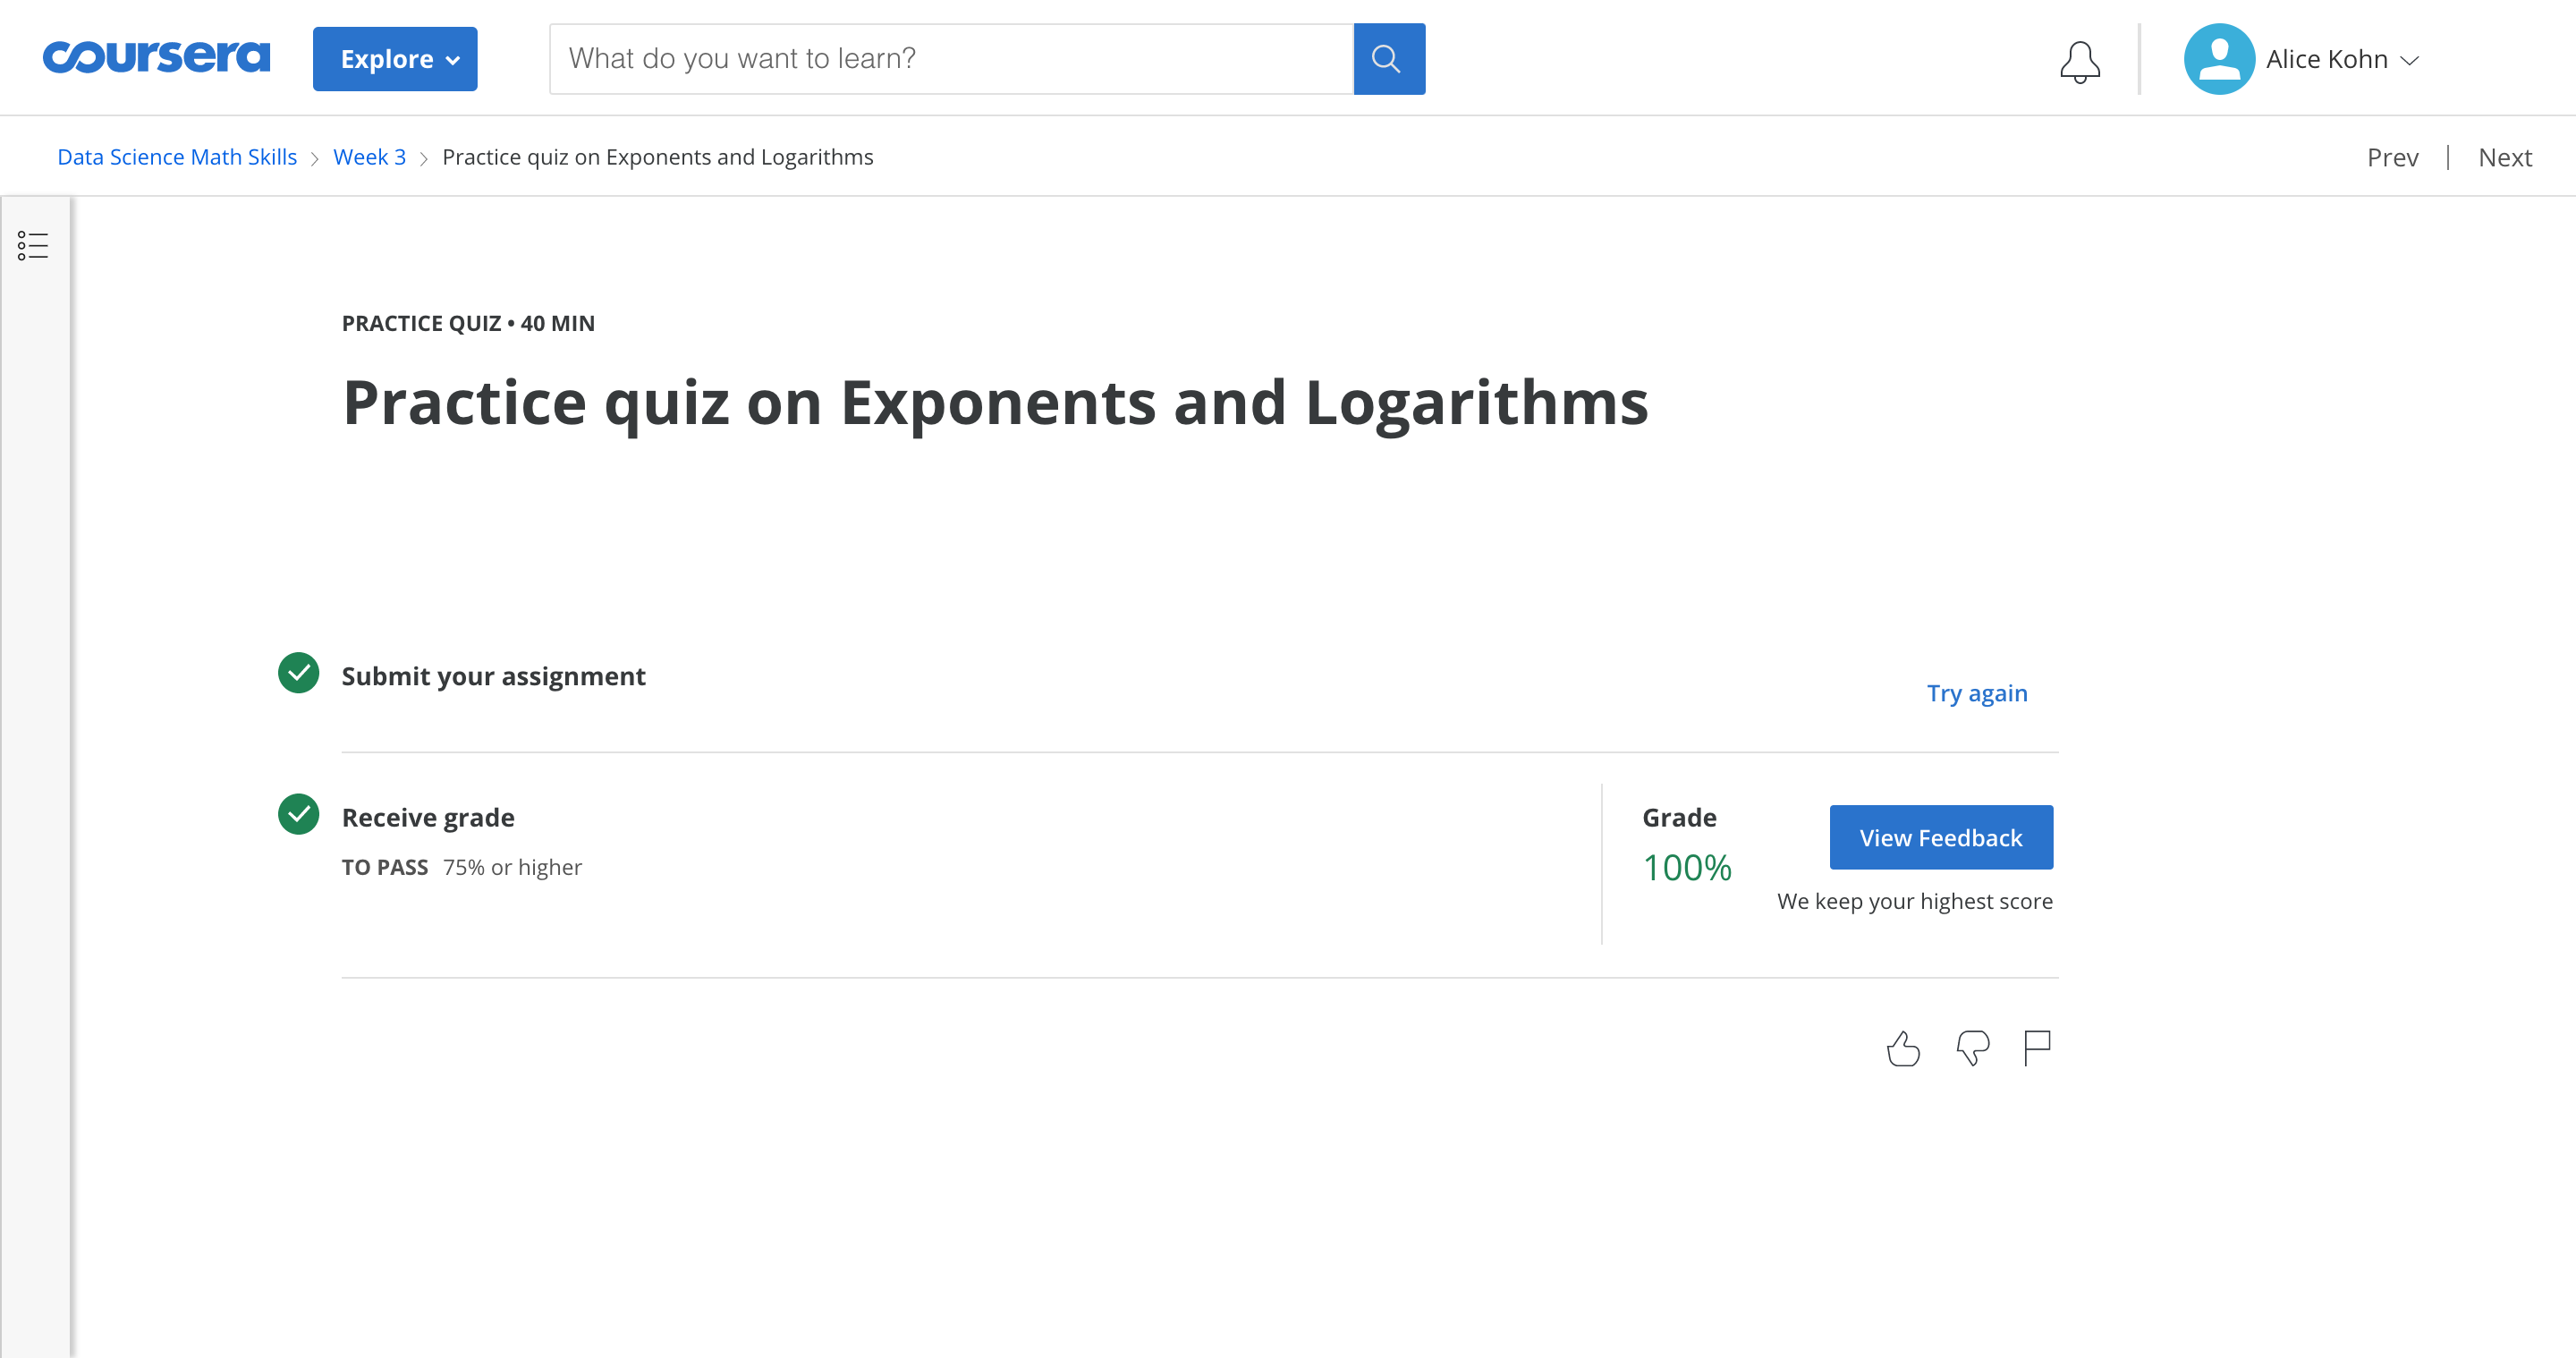 coursera
Explore
What do you want to learn?
Alice Kohn
Data Science Math Skills > Week 3 > Practice quiz on Exponents and Logarithms
Prev | Next
PRACTICE QUIZ • 40 MIN
Practice quiz on Exponents and Logarithms
Submit your assignment
Try again
Receive grade
TO PASS 75% or higher
Grade
100%
View Feedback
We keep your highest score